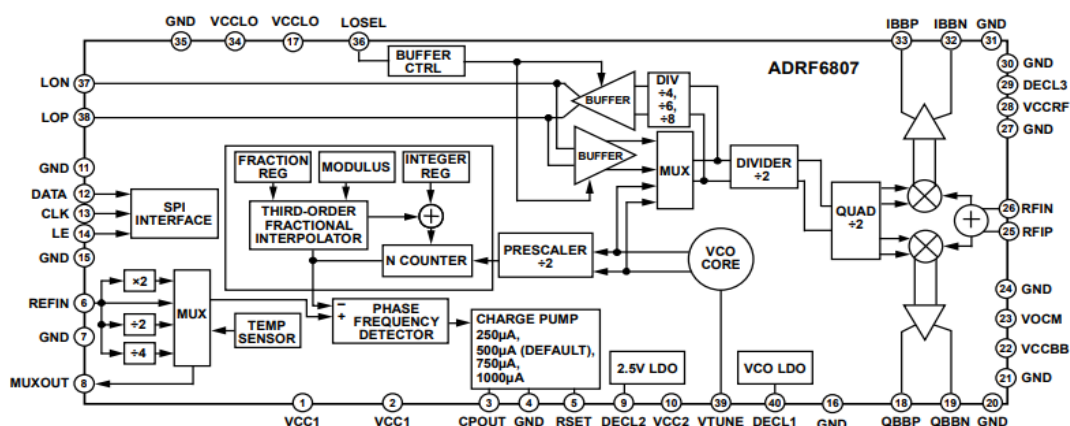 GND VCCLO VCCLO LOSEL IBBP IBBN GND
35 34 17 36 33 32 31
BUFFER
CTRL
ADRF6807
30 GND
29 DECL3
28 VCCRF
27 GND
LON 37
LOP 38
BUFFER
DIV
÷4,
÷6,
÷8
BUFFER
MUX
DIVIDER
÷2
GND 11
DATA 12
CLK 13
LE 14
GND 15
SPI
INTERFACE
FRACTION
REG
MODULUS
INTEGER
REG
THIRD-ORDER
FRACTIONAL
INTERPOLATOR
+
N COUNTER
PRESCALER
÷2
VCO
CORE
QUAD
÷2
+
26 RFIN
25 RFIP
REFIN 6
GND 7
MUXOUT 8
×2
÷2
÷4
MUX
TEMP
SENSOR
−
+
PHASE
FREQUENCY
DETECTOR
CHARGE PUMP
250µA,
500µA (DEFAULT),
750µA,
1000µA
2.5V LDO
VCO LDO
24 GND
23 VOCM
22 VCCBB
21 GND
1 2 3 4 5 9 10 39 40 16 18 19 20
VCC1 VCC1 CPOUT GND RSET DECL2 VCC2 VTUNE DECL1 GND QBBP QBBN GND